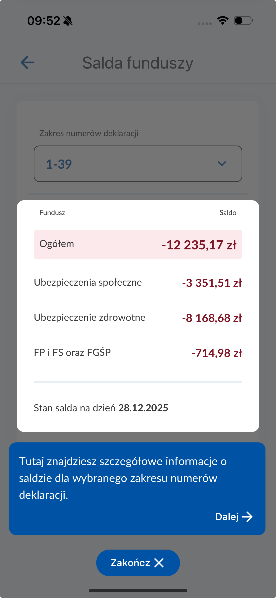 09:52
Salda funduszy
Zakres numerów deklaracji
1-39
Fundusz Saldo
Ogółem -12 235,17 zł
Ubezpieczenia społeczne -3 351,51 zł
Ubezpieczenie zdrowotne -8 168,68 zł
FP i FS oraz FGŚP -714,98 zł
Stan salda na dzień 28.12.2025
Tutaj znajdziesz szczegółowe informacje o
saldzie dla wybranego zakresu numerów
deklaracji.
Dalej
Zakończ